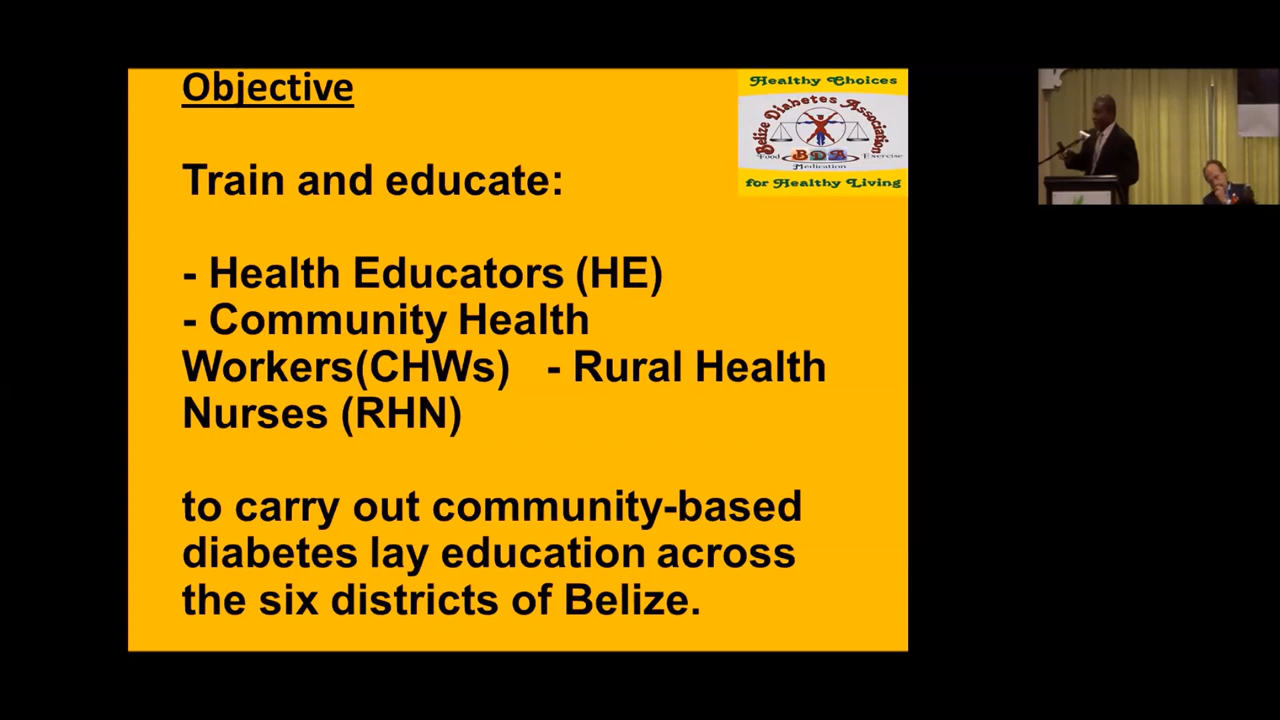 Objective
Healthy Choices
Belize Diabetes Association
Food BDA Exercise
Medication
for Healthy Living
Train and educate:
- Health Educators (HE)
- Community Health
Workers(CHWs) - Rural Health
Nurses (RHN)
to carry out community-based
diabetes lay education across
the six districts of Belize.